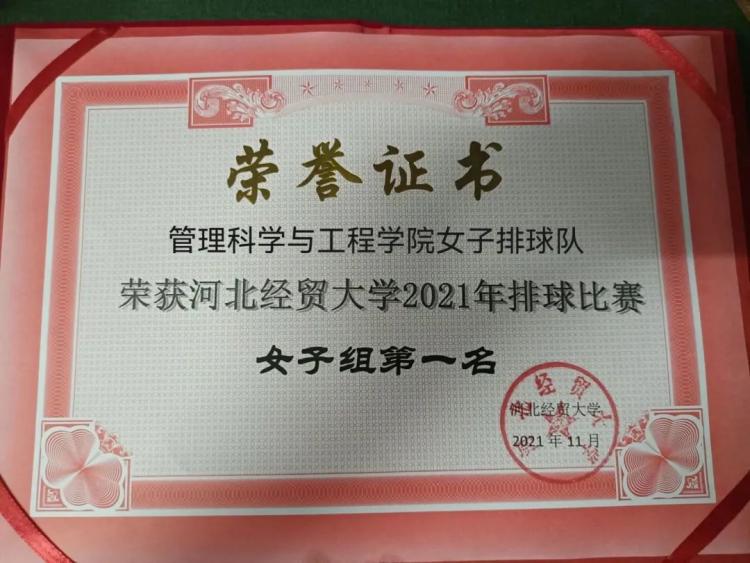 荣誉证书
管理科学与工程学院女子排球队
荣获河北经贸大学2021年排球比赛
女子组第一名
河北经贸大学
2021年11月